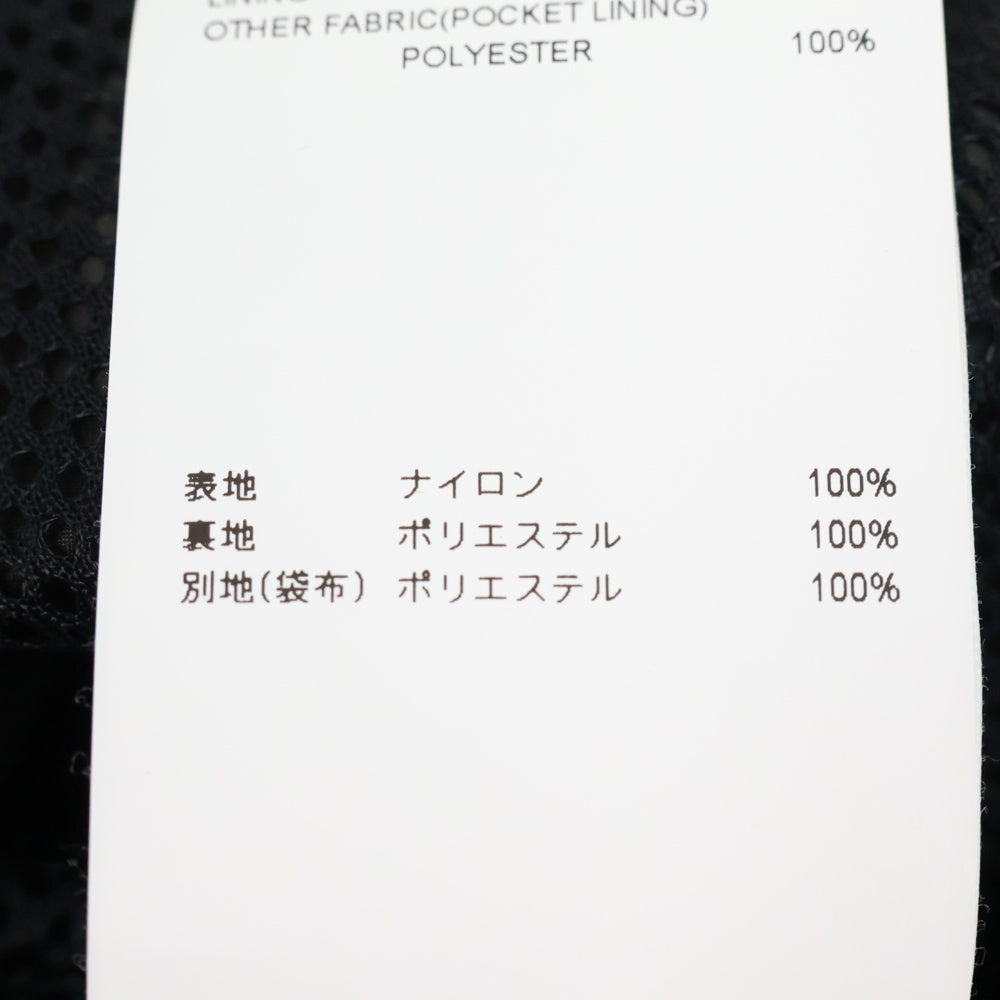 LINING
OTHER FABRIC(POCKET LINING)
POLYESTER 100%
表地 ナイロン 100%
裏地 ポリエステル 100%
別地(袋布) ポリエステル 100%